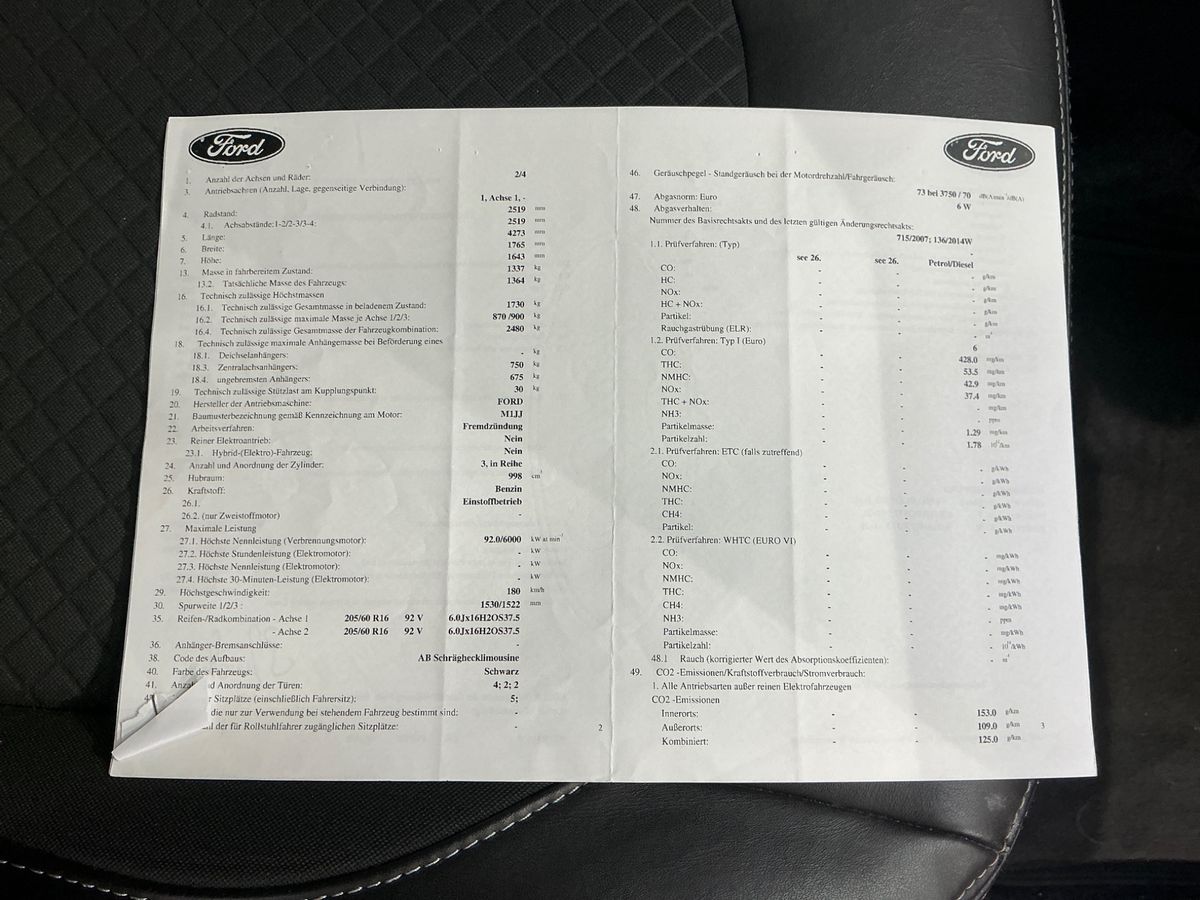 Ford
1. Anzahl der Achsen und Räder: 2/4
3. Antriebsachsen (Anzahl, Lage, gegenseitige Verbindung):
1, Achse 1, -
4. Radstand: 2519 mm
4.1. Achsabstände:1-2/2-3/3-4: 2519 mm
5. Länge: 4273 mm
6. Breite: 1765 mm
7. Höhe: 1643 mm
13. Masse in fahrbereitem Zustand: 1337 kg
13.2. Tatsächliche Masse des Fahrzeugs: 1364 kg
16. Technisch zulässige Höchstmassen
16.1. Technisch zulässige Gesamtmasse in beladenem Zustand: 1730 kg
16.2. Technisch zulässige maximale Masse je Achse 1/2/3: 870 /900 kg
16.4. Technisch zulässige Gesamtmasse der Fahrzeugkombination: 2480 kg
18. Technisch zulässige maximale Anhängemasse bei Beförderung eines
18.1. Deichselanhängers: - kg
18.3. Zentralachsanhängers: 750 kg
18.4. ungebremsten Anhängers: 675 kg
19. Technisch zulässige Stützlast am Kupplungspunkt: 30 kg
20. Hersteller der Antriebsmaschine: FORD
21. Baumusterbezeichnung gemäß Kennzeichnung am Motor: M1JJ
22. Arbeitsverfahren: Fremdzündung
23. Reiner Elektroantrieb: Nein
23.1. Hybrid-(Elektro)-Fahrzeug: Nein
24. Anzahl und Anordnung der Zylinder: 3, in Reihe
25. Hubraum: 998 cm³
26. Kraftstoff: Benzin
26.1. Einstoffbetrieb
26.2. (nur Zweistoffmotor) -
27. Maximale Leistung
27.1. Höchste Nennleistung (Verbrennungsmotor): 92.0/6000 kW at min⁻¹
27.2. Höchste Stundenleistung (Elektromotor): - kW
27.3. Höchste Nennleistung (Elektromotor): - kW
27.4. Höchste 30-Minuten-Leistung (Elektromotor): - kW
29. Höchstgeschwindigkeit: 180 km/h
30. Spurweite 1/2/3 : 1530/1522 mm
35. Reifen-/Radkombination - Achse 1 205/60 R16 92 V 6.0Jx16H2OS37.5
- Achse 2 205/60 R16 92 V 6.0Jx16H2OS37.5
36. Anhänger-Bremsanschlüsse: -
38. Code des Aufbaus: AB Schräghecklimousine
40. Farbe des Fahrzeugs: Schwarz
41. Anordnung der Türen: 4; 2; 2
Sitzplätze (einschließlich Fahrersitz): 5;
die nur zur Verwendung bei stehendem Fahrzeug bestimmt sind: -
der für Rollstuhlfahrer zugänglichen Sitzplätze: -
2
Ford
46. Geräuschpegel - Standgeräusch bei der Motordrehzahl/Fahrgeräusch:
73 bei 3750 / 70
47. Abgasnorm: Euro 6 W
48. Abgasverhalten:
Nummer des Basisrechtsakts und des letzten gültigen Änderungsrechtsakts:
715/2007; 136/2014W
1.1. Prüfverfahren: (Typ) -
see 26. see 26. Petrol/Diesel
CO: - - - g/km
HC: - - - g/km
NOx: - - - g/km
HC + NOx: - - - g/km
Partikel: - - - g/km
Rauchgastrübung (ELR): - - - m⁻¹
1.2. Prüfverfahren: Typ I (Euro) 6
CO: - - 428.0 mg/km
THC: - - 53.5 mg/km
NMHC: - - 42.9 mg/km
NOx: - - 37.4 mg/km
THC + NOx: - - - mg/km
NH3: - - - ppm
Partikelmasse: - - 1.29 mg/km
Partikelzahl: - - 1.78
2.1. Prüfverfahren: ETC (falls zutreffend)
CO: - - - g/kWh
NOx: - - - g/kWh
NMHC: - - - g/kWh
THC: - - - g/kWh
CH4: - - - g/kWh
Partikel: - - - g/kWh
2.2. Prüfverfahren: WHTC (EURO VI)
CO: - - - mg/kWh
NOx: - - - mg/kWh
NMHC: - - - mg/kWh
THC: - - - mg/kWh
CH4: - - - mg/kWh
NH3: - - - ppm
Partikelmasse: - - - mg/kWh
Partikelzahl: - - -
48.1 Rauch (korrigierter Wert des Absorptionskoeffizienten): - m⁻¹
49. CO2 -Emissionen/Kraftstoffverbrauch/Stromverbrauch:
1. Alle Antriebsarten außer reinen Elektrofahrzeugen
CO2 -Emissionen
Innerorts: - - 153.0 g/km
Außerorts: - - 109.0 g/km
Kombiniert: - - 125.0 g/km
3